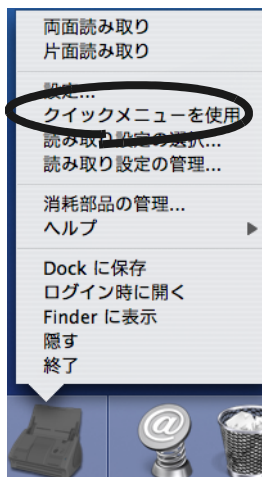 両面読み取り
片面読み取り
設定...
クイックメニューを使用
読み取り設定の選択...
読み取り設定の管理...
消耗部品の管理...
ヘルプ
Dock に保存
ログイン時に開く
Finder に表示
隠す
終了
@